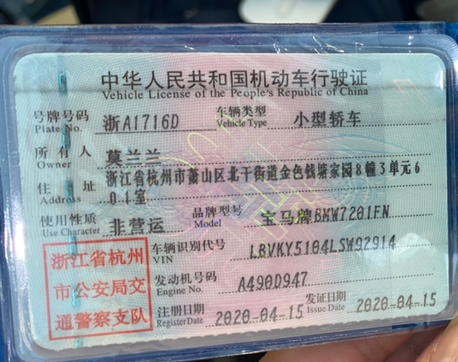 中华人民共和国机动车行驶证
Vehicle License of the People's Republic of China
号牌号码 浙A1716D 车辆类型 小型轿车
Plate No. Vehicle Type
所有人 莫兰兰
Owner
住址 浙江省杭州市萧山区北干街道金色钱塘家园8幢3单元6
Address 0.1室
使用性质 非营运 品牌型号 宝马牌BMW7201FN
Use Character Model
浙江省杭州
市公安局交
通警察支队
车辆识别代号 LBVKY5104LSW92914
VIN
发动机号码 A490D947
Engine No.
注册日期 2020-04-15 发证日期 2020-04-15
Register Date Issue Date